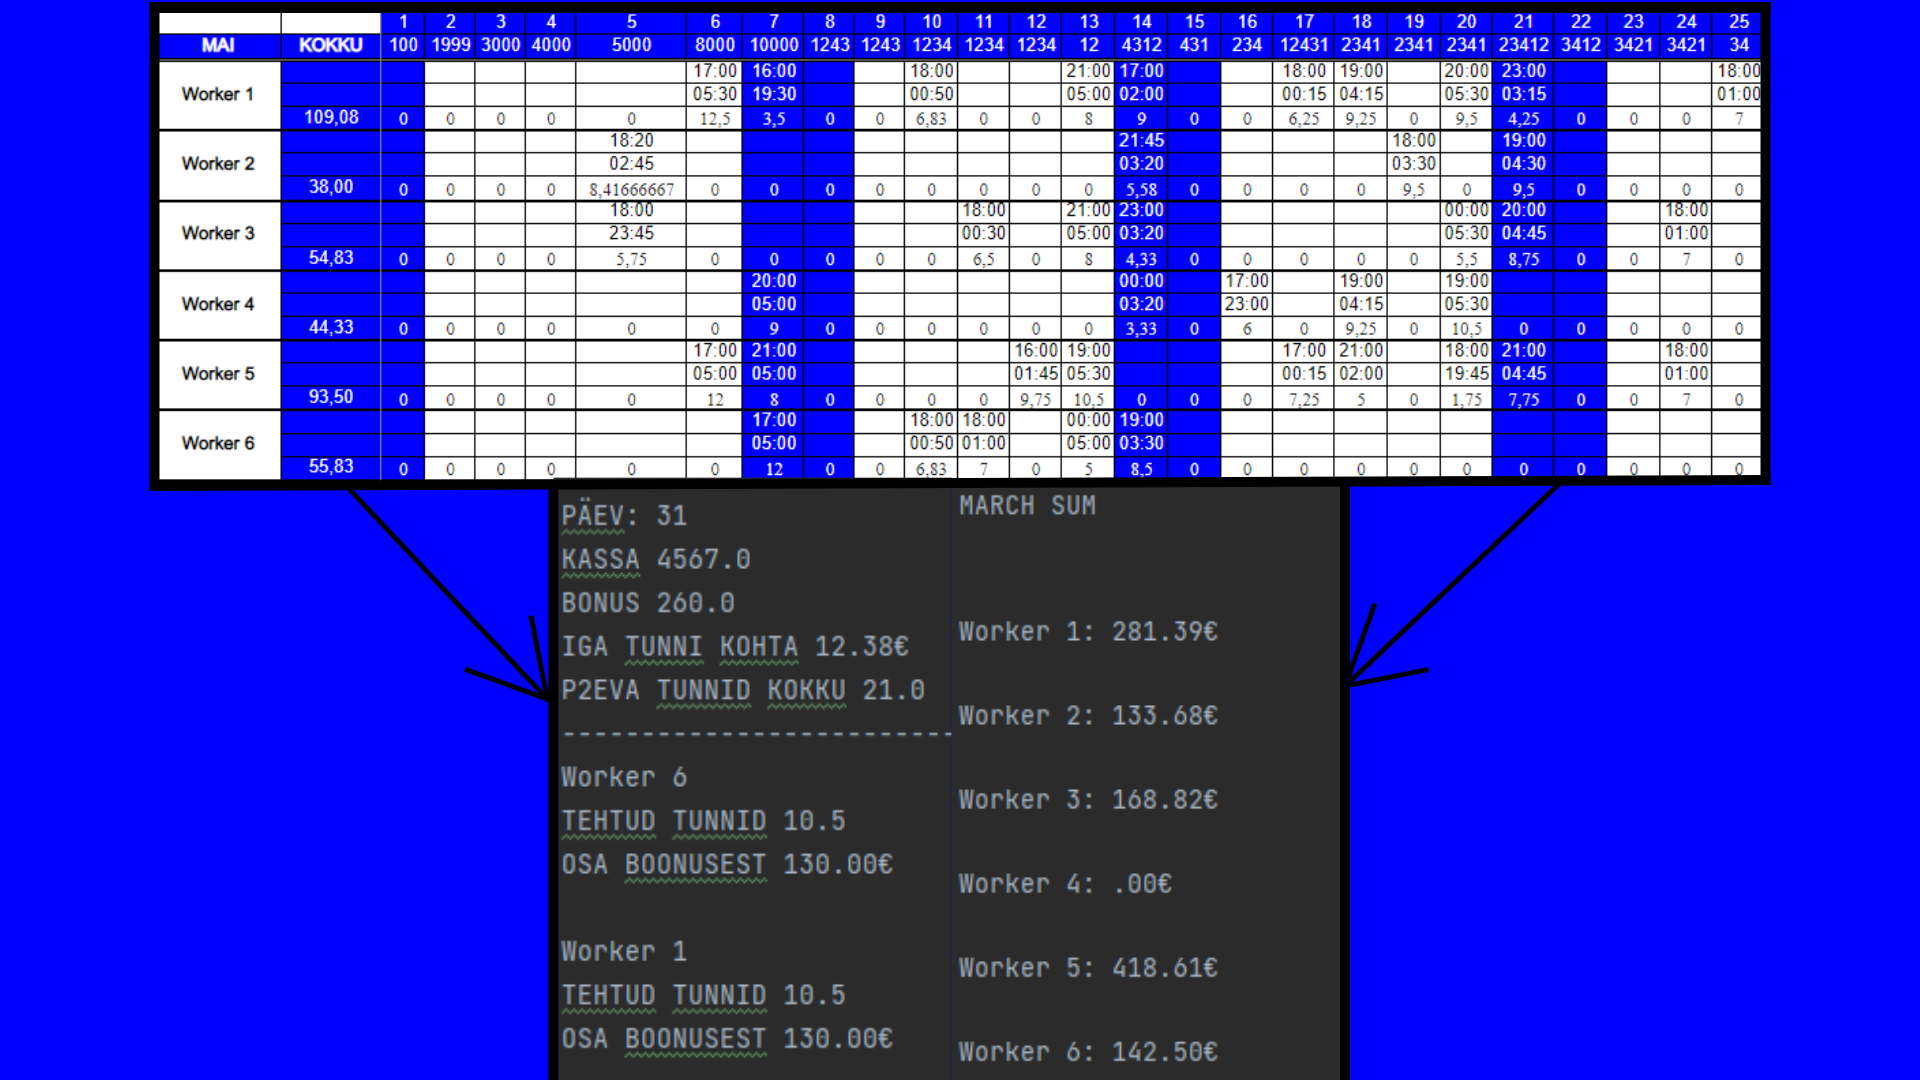 1 2 3 4 5 6 7 8 9 10 11 12 13 14 15 16 17 18 19 20 21 22 23 24 25
MAI KOKKU 100 1999 3000 4000 5000 8000 10000 1243 1243 1234 1234 1234 12 4312 431 234 12431 2341 2341 2341 23412 3412 3421 3421 34
17:00 16:00 18:00 21:00 17:00 18:00 19:00 20:00 23:00 18:00
Worker 1 05:30 19:30 00:50 05:00 02:00 00:15 04:15 05:30 03:15 01:00
109,08 0 0 0 0 0 12,5 3,5 0 0 6,83 0 0 8 9 0 0 6,25 9,25 0 9,5 4,25 0 0 0 7
18:20 21:45 18:00 19:00
Worker 2 02:45 03:20 03:30 04:30
38,00 0 0 0 0 8,41666667 0 0 0 0 0 0 0 0 5,58 0 0 0 0 9,5 0 9,5 0 0 0 0
18:00 18:00 21:00 23:00 00:00 20:00 18:00
Worker 3 23:45 00:30 05:00 03:20 05:30 04:45 01:00
54,83 0 0 0 0 5,75 0 0 0 0 0 6,5 0 8 4,33 0 0 0 0 0 5,5 8,75 0 0 7 0
20:00 00:00 17:00 19:00 19:00
Worker 4 05:00 03:20 23:00 04:15 05:30
44,33 0 0 0 0 0 0 9 0 0 0 0 0 0 3,33 0 6 0 9,25 0 10,5 0 0 0 0 0
17:00 21:00 16:00 19:00 17:00 21:00 18:00 21:00 18:00
Worker 5 05:00 05:00 01:45 05:30 00:15 02:00 19:45 04:45 01:00
93,50 0 0 0 0 0 12 8 0 0 0 0 9,75 10,5 0 0 0 7,25 5 0 1,75 7,75 0 0 7 0
17:00 18:00 18:00 00:00 19:00
Worker 6 05:00 00:50 01:00 05:00 03:30
55,83 0 0 0 0 0 0 12 0 0 6,83 7 0 5 8,5 0 0 0 0 0 0 0 0 0 0 0
PÄEV: 31
KASSA 4567.0
BONUS 260.0
IGA TUNNI KOHTA 12.38€
P2EVA TUNNID KOKKU 21.0
-------------------------
Worker 6
TEHTUD TUNNID 10.5
OSA BOONUSEST 130.00€
Worker 1
TEHTUD TUNNID 10.5
OSA BOONUSEST 130.00€
MARCH SUM
Worker 1: 281.39€
Worker 2: 133.68€
Worker 3: 168.82€
Worker 4: .00€
Worker 5: 418.61€
Worker 6: 142.50€